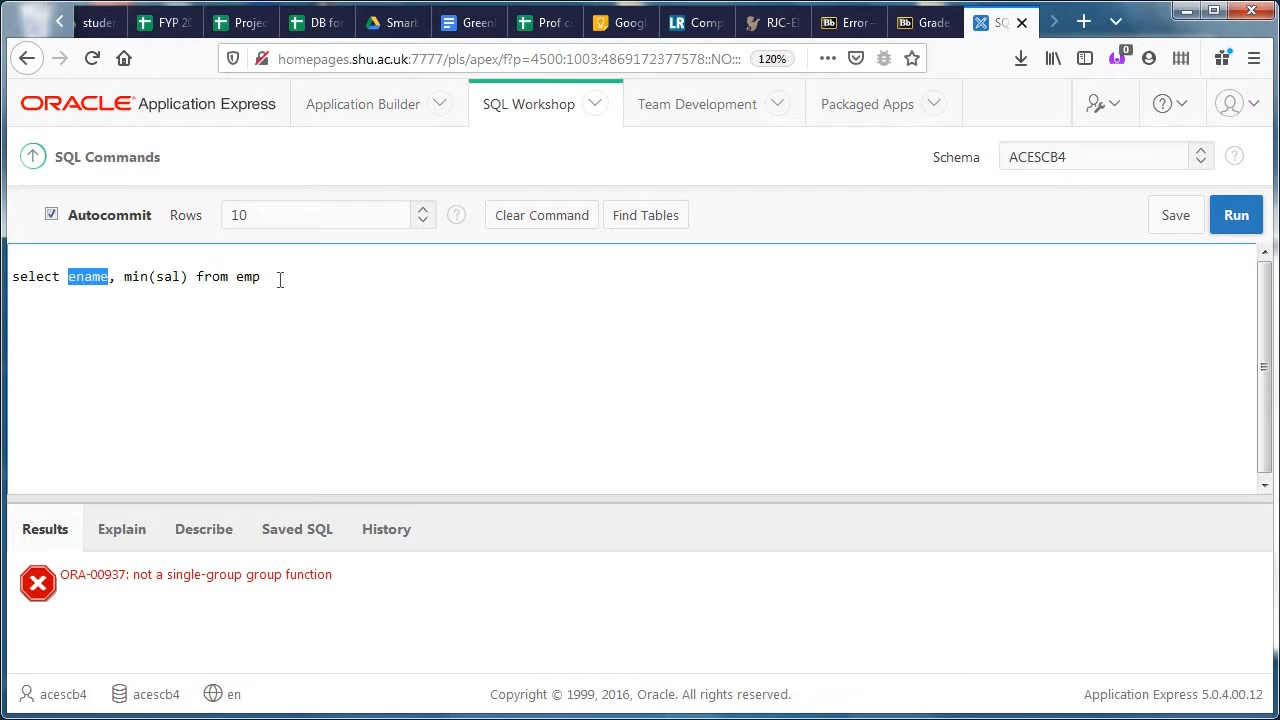 studen
FYP 20
Projec
DB for
Smart
Green
Prof C
Googl
Comp
RJC-El
Error –
Grade
SQ
homepages.shu.ac.uk:7777/pls/apex/f?p=4500:1003:4869172377578::NO:::
120%
0
ORACLE Application Express
Application Builder
SQL Workshop
Team Development
Packaged Apps
SQL Commands
Schema
ACESCB4
Autocommit
Rows
10
Clear Command
Find Tables
Save
Run
select ename, min(sal) from emp
Results
Explain
Describe
Saved SQL
History
ORA-00937: not a single-group group function
acescb4
acescb4
en
Copyright © 1999, 2016, Oracle. All rights reserved.
Application Express 5.0.4.00.12